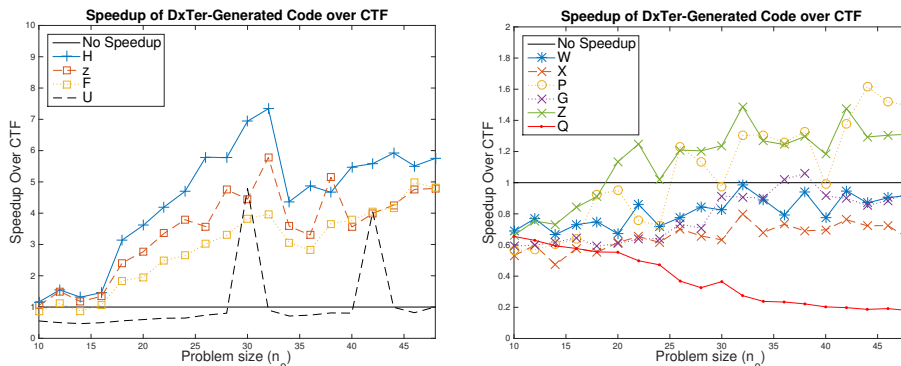 Speedup of DxTer-Generated Code over CTF
10
9
8
7
6
5
4
3
2
1
0
Speedup Over CTF
No Speedup
H
z
F
U
10 15 20 25 30 35 40 45
Problem size (n
Speedup of DxTer-Generated Code over CTF
2
1.8
1.6
1.4
1.2
1
0.8
0.6
0.4
0.2
0
Speedup Over CTF
No Speedup
W
X
P
G
Z
Q
10 15 20 25 30 35 40 45
Problem size (n